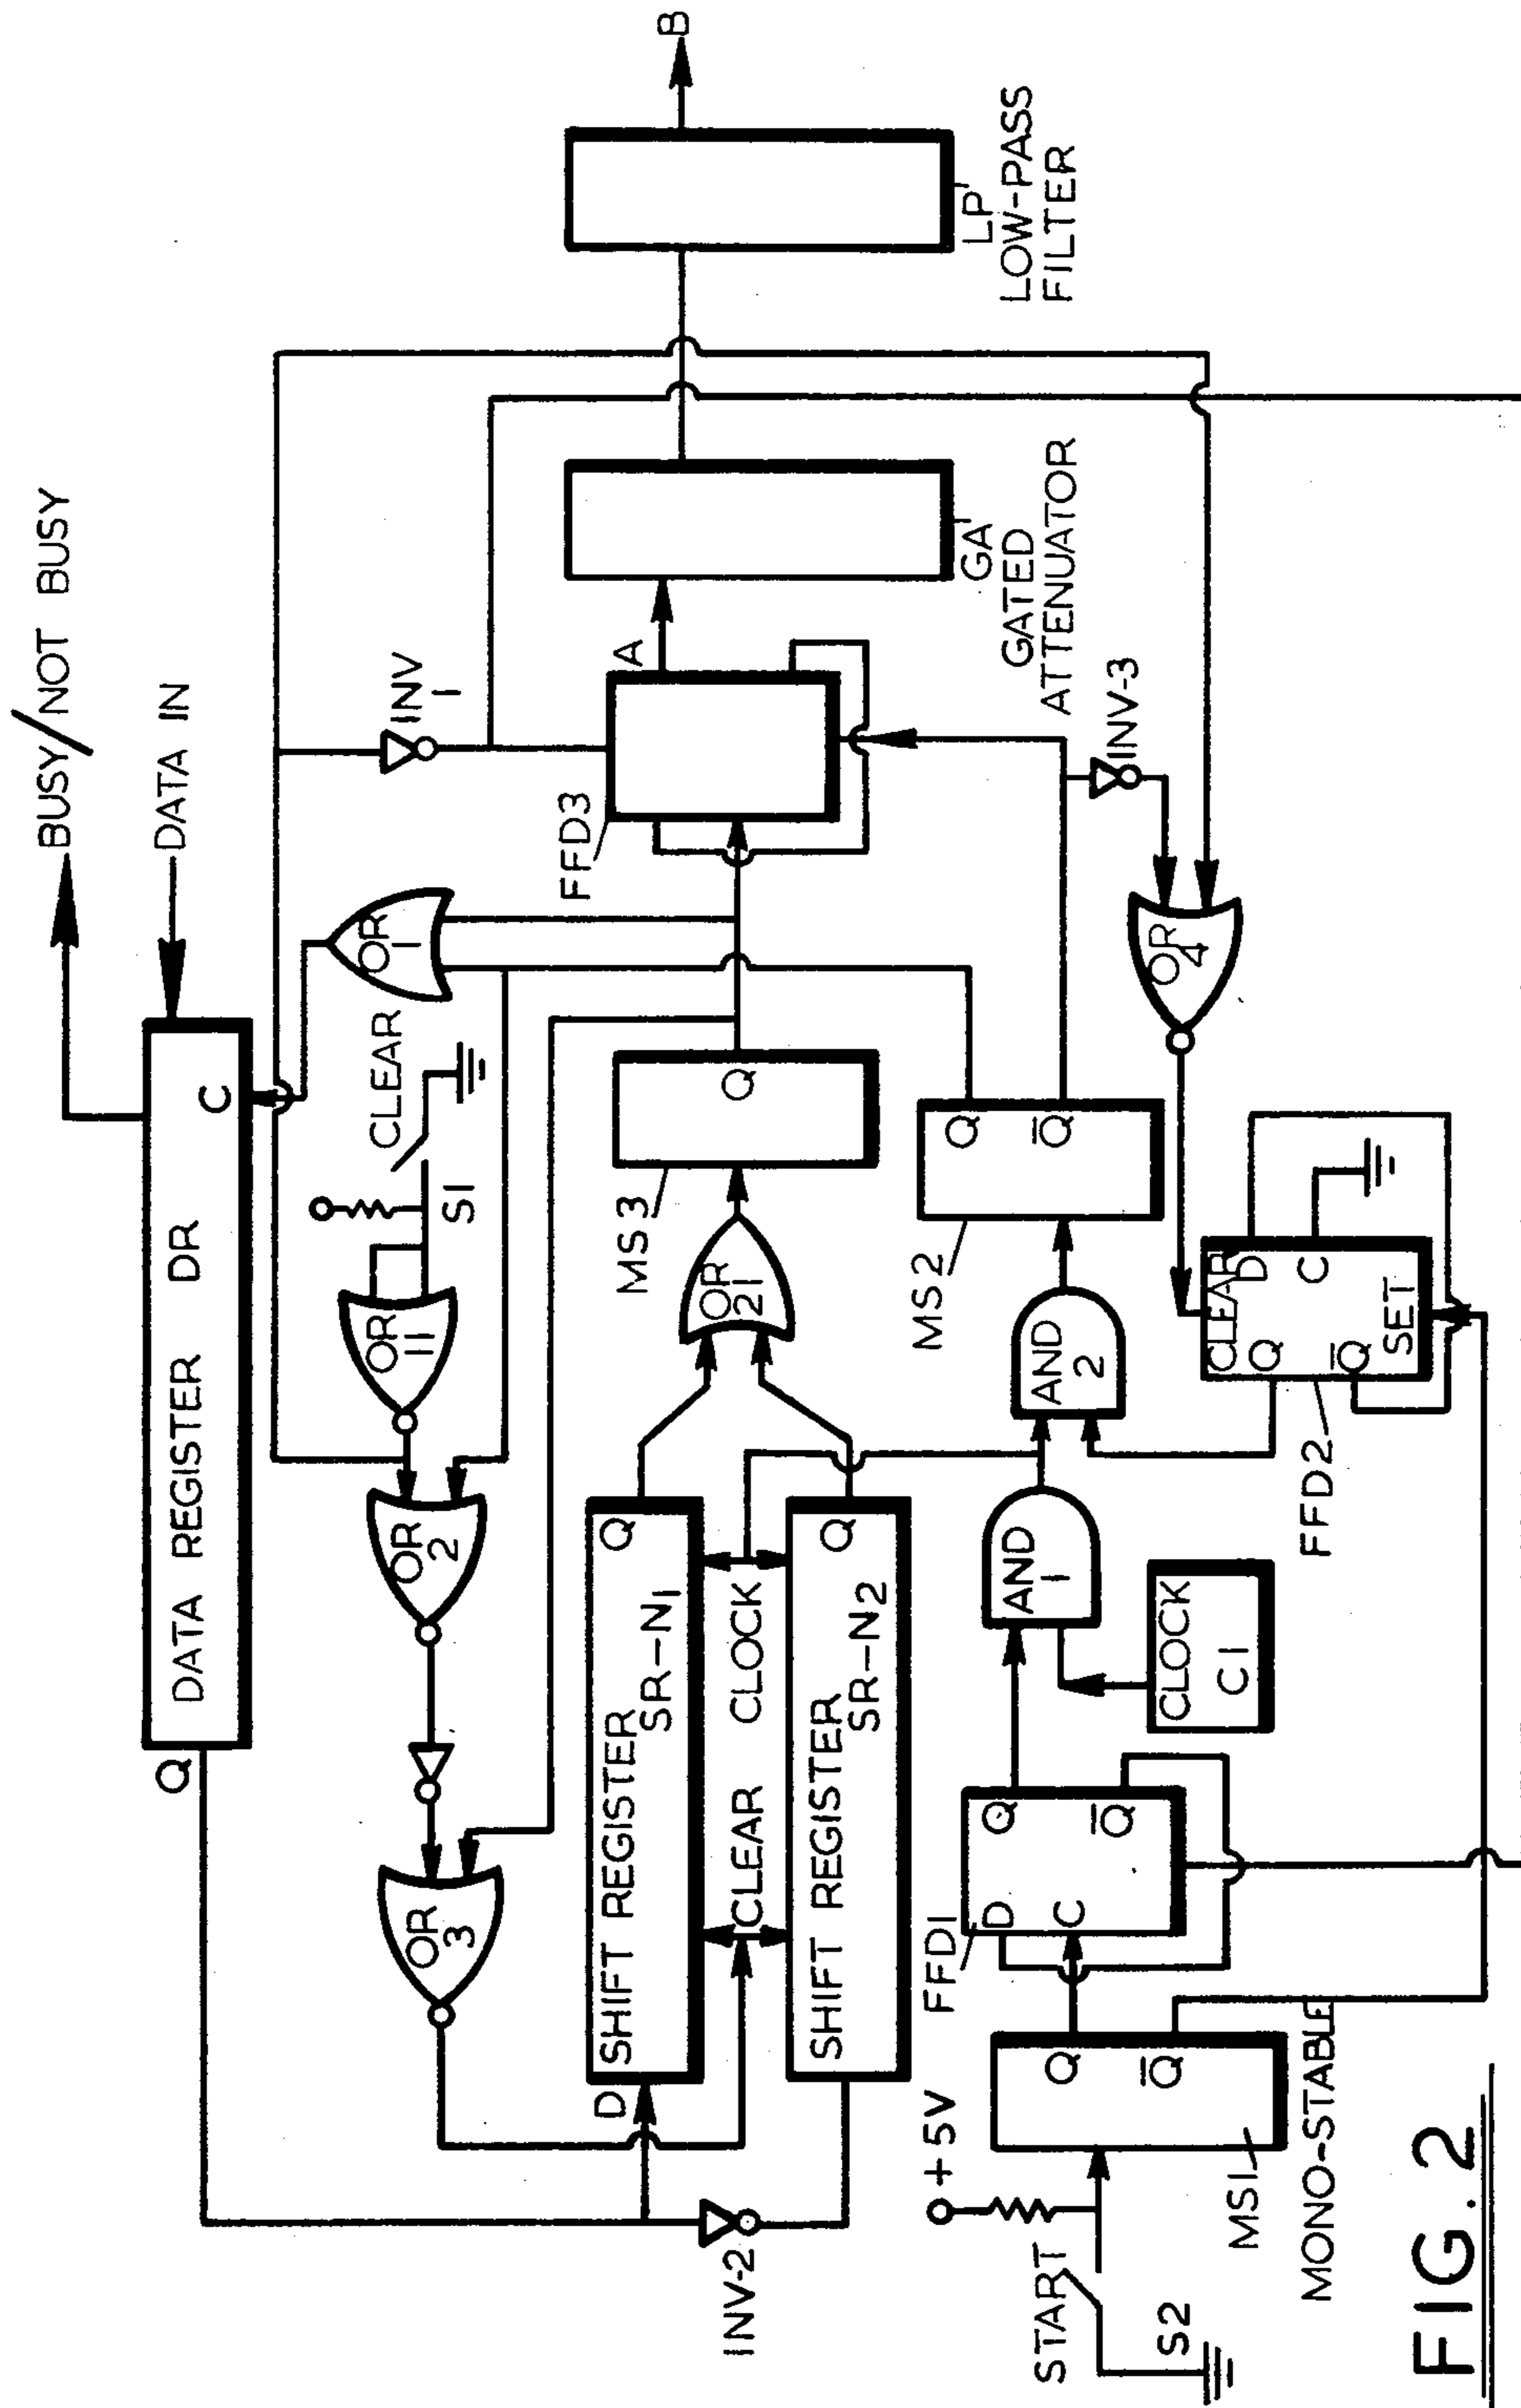 BUSY/NOT BUSY
DATA IN
Q
DATA REGISTER DR
C
OR
11
S1
CLEAR
OR
1
INV
1
OR
2
OR
3
D
SHIFT REGISTER
SR-N1
Q
CLEAR
CLOCK
SHIFT REGISTER
SR-N2
Q
INV-2
OR
21
MS3
Q
FFD3
A
GA
GATED
ATTENUATOR
LP
LOW-PASS
FILTER
B
+5V
START
S2
MS1
MONO-STABLE
Q
Q̅
FFD1
D
C
Q
Q̅
AND
1
CLOCK
C1
AND
2
MS2
Q
Q̅
INV-3
OR
4
FFD2
CLEAR
Q
D
Q̅
C
SET
FIG. 2